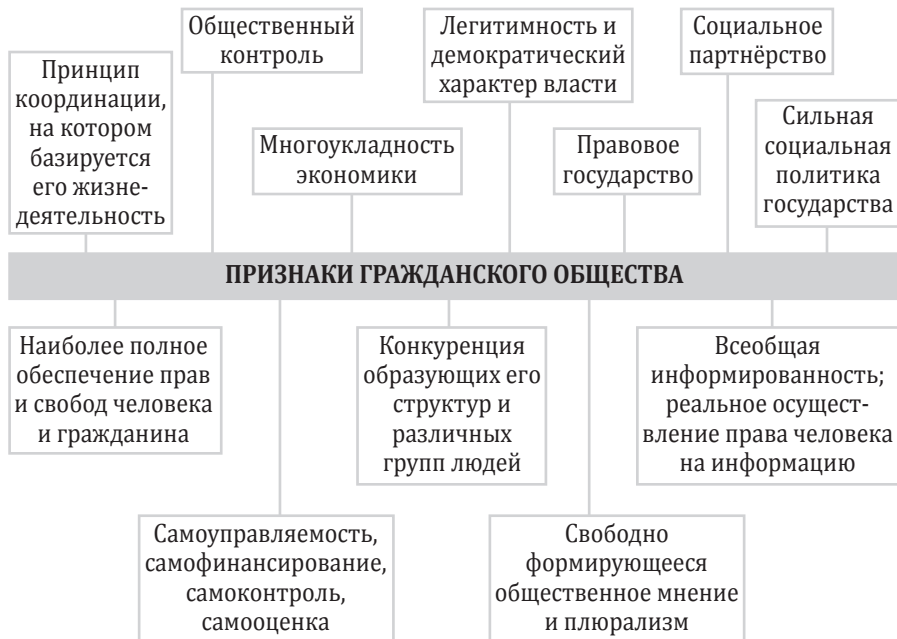 Принцип
координации,
на котором
базируется
его жизне-
деятельность
Общественный
контроль
Многоукладность
экономики
Легитимность и
демократический
характер власти
Правовое
государство
Социальное
партнёрство
Сильная
социальная
политика
государства
ПРИЗНАКИ ГРАЖДАНСКОГО ОБЩЕСТВА
Наиболее полное
обеспечение прав
и свобод человека
и гражданина
Самоуправляемость,
самофинансирование,
самоконтроль,
самооценка
Конкуренция
образующих его
структур и
различных
групп людей
Свободно
формирующееся
общественное мнение
и плюрализм
Всеобщая
информированность;
реальное осущест-
вление права человека
на информацию